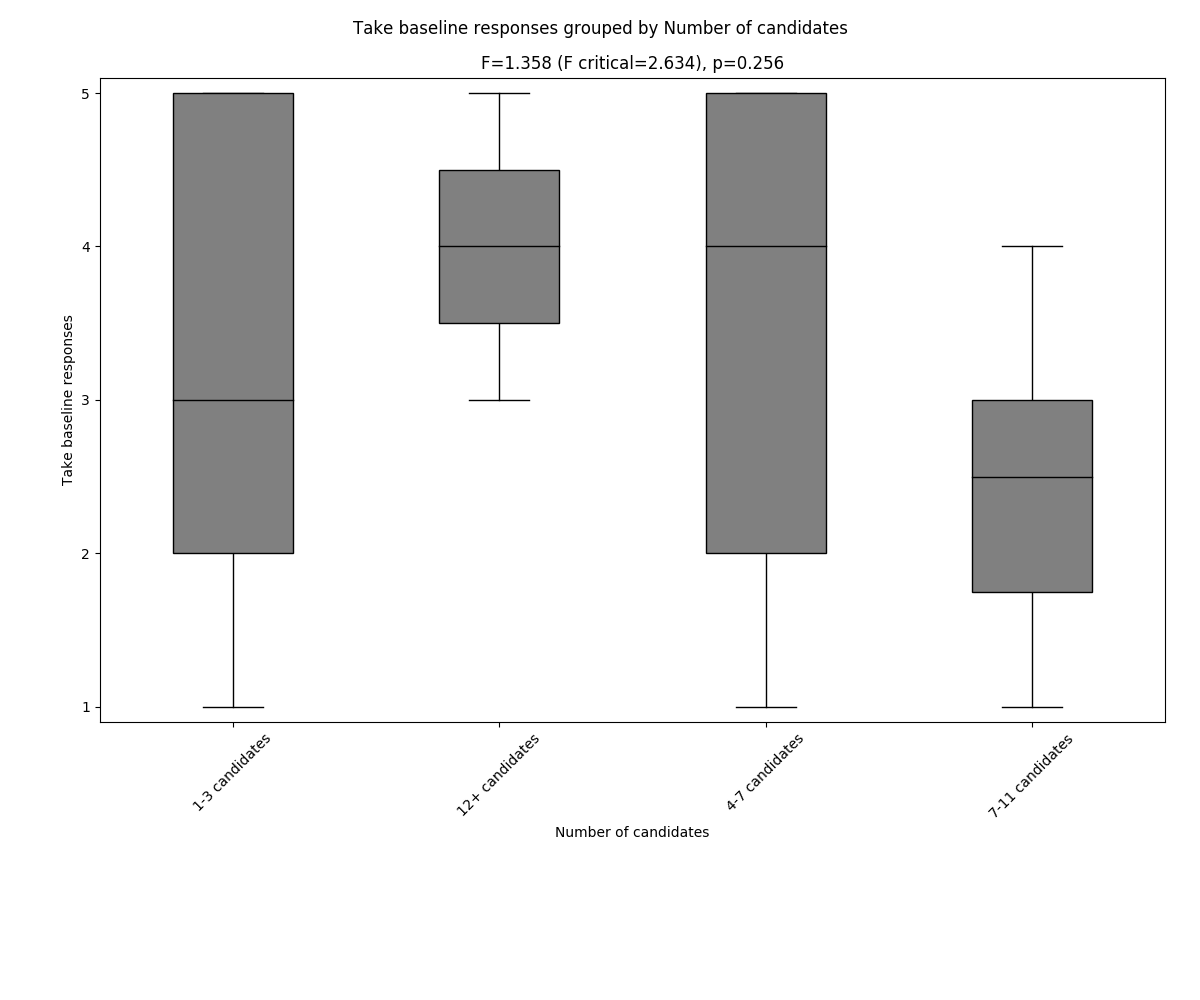 Take baseline responses grouped by Number of candidates
F=1.358 (F critical=2.634), p=0.256
5
4
3
2
1
Take baseline responses
1-3 candidates
12+ candidates
4-7 candidates
7-11 candidates
Number of candidates